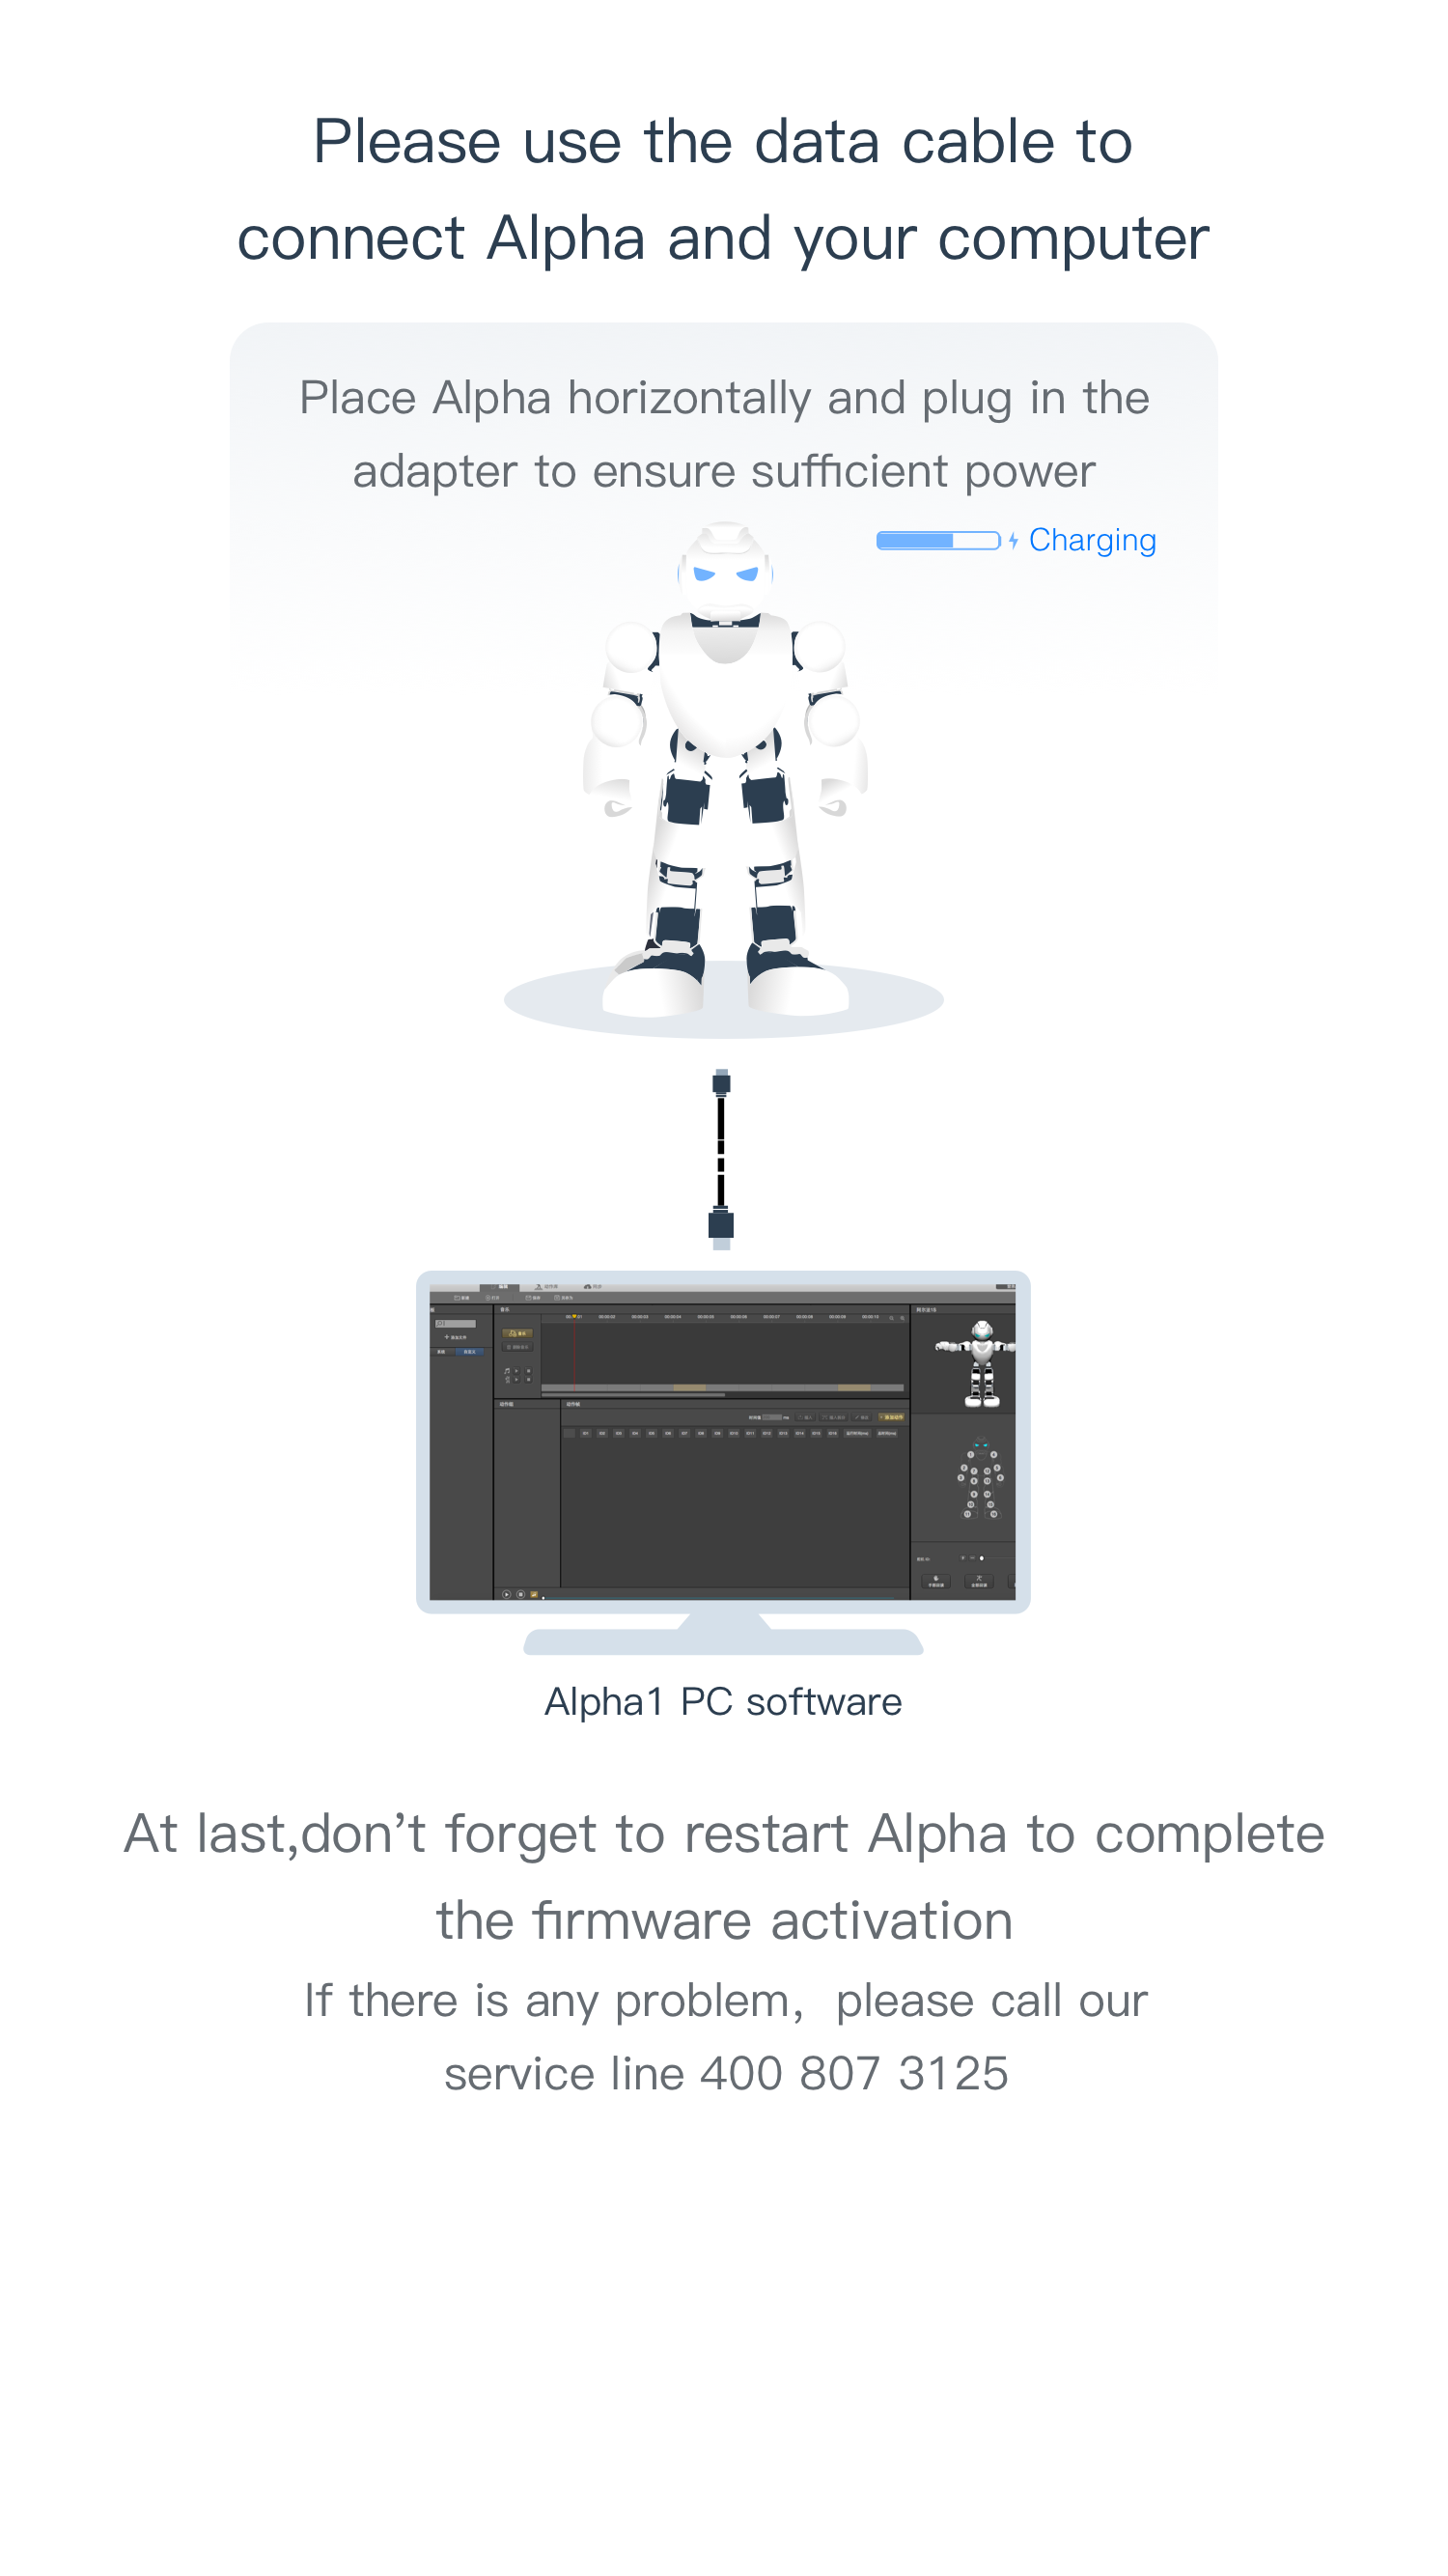 Please use the data cable to
connect Alpha and your computer
Place Alpha horizontally and plug in the
adapter to ensure sufficient power
Charging
音乐
Alpha1 PC software
At last,don't forget to restart Alpha to complete
the firmware activation
If there is any problem， please call our
service line 400 807 3125